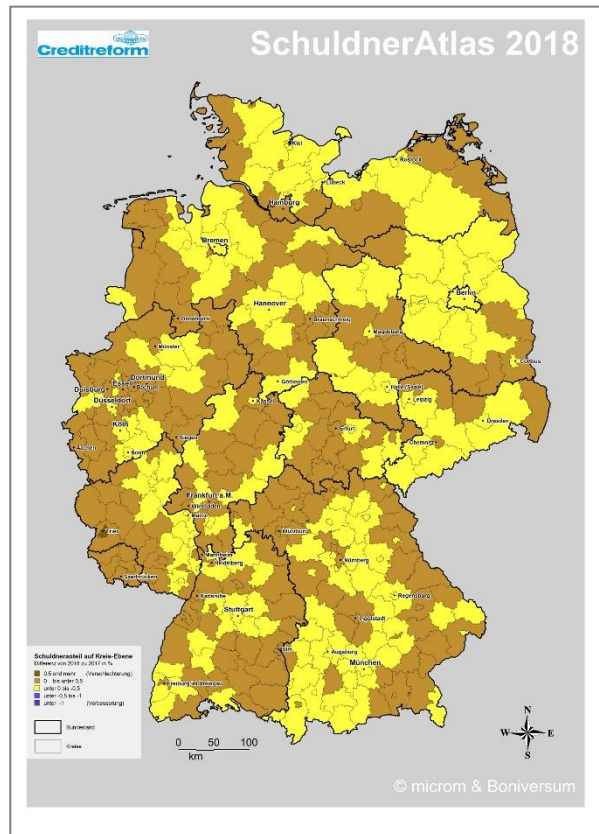 Creditreform
SchuldnerAtlas 2018
Kiel
Rostock
Lübeck
Hamburg
Bremen
Berlin
Hannover
Osnabrück
Braunschweig
Magdeburg
Münster
Cottbus
Dortmund
Essen
Bochum
Duisburg
Düsseldorf
Göttingen
Halle (Saale)
Kassel
Leipzig
Dresden
Köln
Erfurt
Chemnitz
Aachen
Bonn
Siegen
Frankfurt a.M.
Wiesbaden
Mainz
Trier
Würzburg
Mannheim
Heidelberg
Nürnberg
Saarbrücken
Karlsruhe
Regensburg
Stuttgart
Ingolstadt
Ulm
Augsburg
München
Freiburg im Breisgau
Schuldneranteil auf Kreis-Ebene
Differenz von 2018 zu 2017 in %
0,5 und mehr (Verschlechterung)
0 bis unter 0,5
unter 0 bis -0,5
unter -0,5 bis -1
unter -1 (Verbesserung)
Bundesland
Kreise
0 50 100
km
N
W E
S
© microm & Boniversum